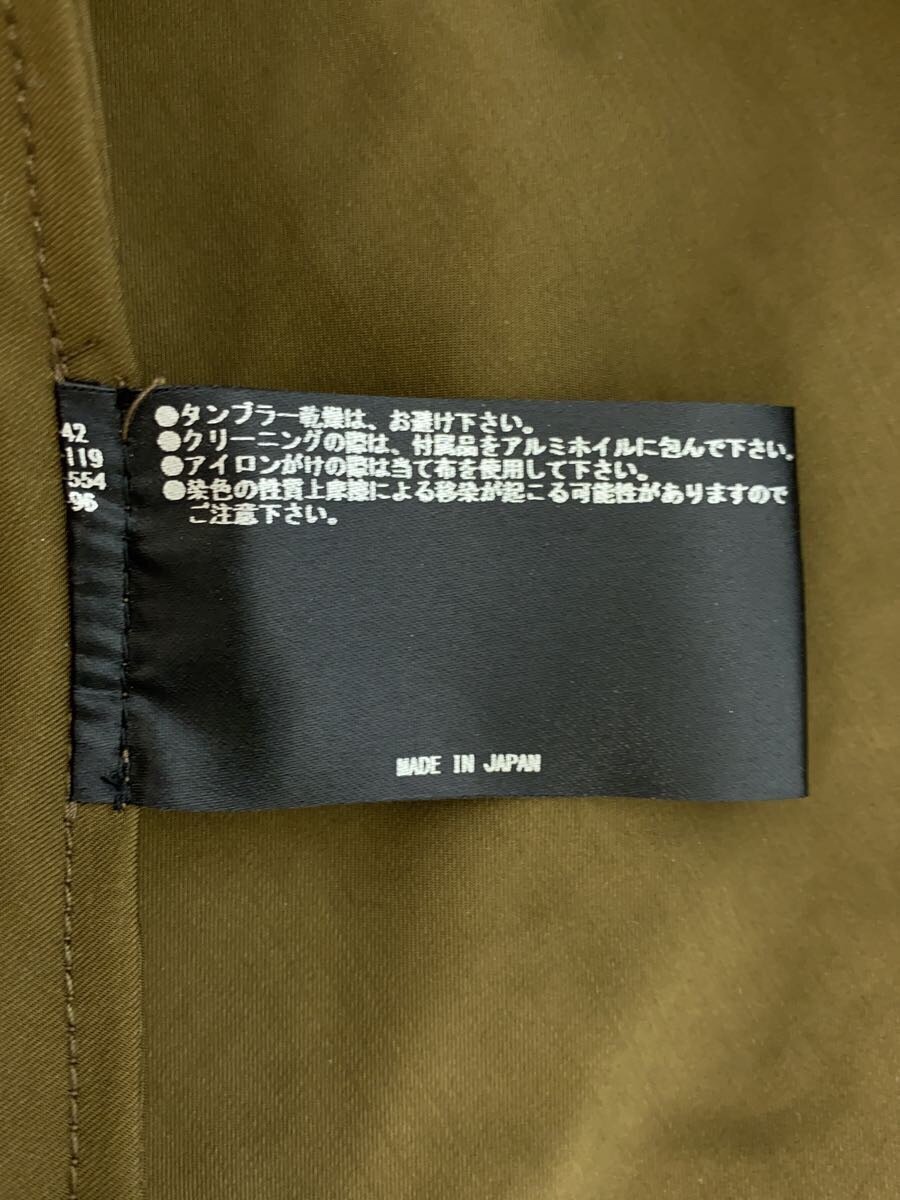 42
119
554
96
●タンブラー乾燥は、お避け下さい。
●クリーニングの際は、付属品をアルミホイルに包んで下さい。
●アイロンがけの際は当て布を使用して下さい。
●染色の性質上摩擦による移染が起こる可能性がありますので
ご注意下さい。
MADE IN JAPAN